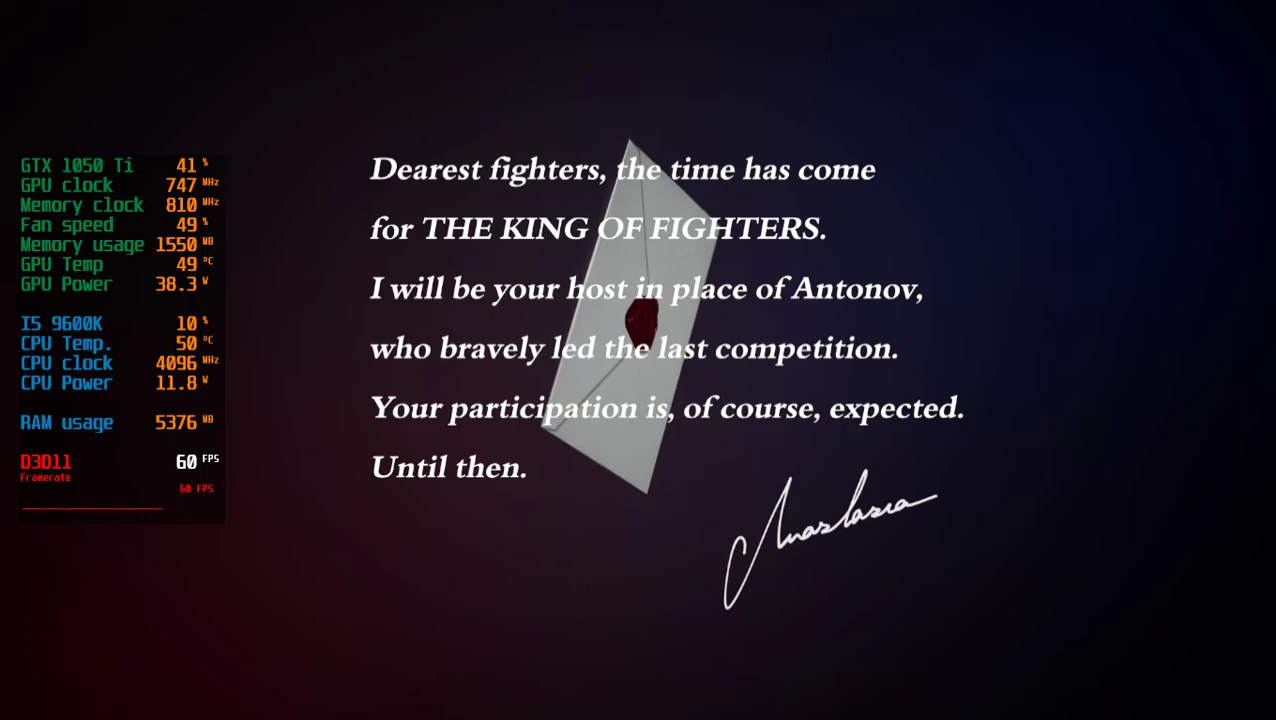 GTX 1050 Ti 41 %
GPU clock 747 MHz
Memory clock 810 MHz
Fan speed 49 %
Memory usage 1550 MB
GPU Temp 49 °C
GPU Power 38.3 W
I5 9600K 10 %
CPU Temp. 50 °C
CPU clock 4096 MHz
CPU Power 11.8 W
RAM usage 5376 MB
D3D11 60 FPS
Framerate
60 FPS
Dearest fighters, the time has come
for THE KING OF FIGHTERS.
I will be your host in place of Antonov,
who bravely led the last competition.
Your participation is, of course, expected.
Until then.
Anastasia